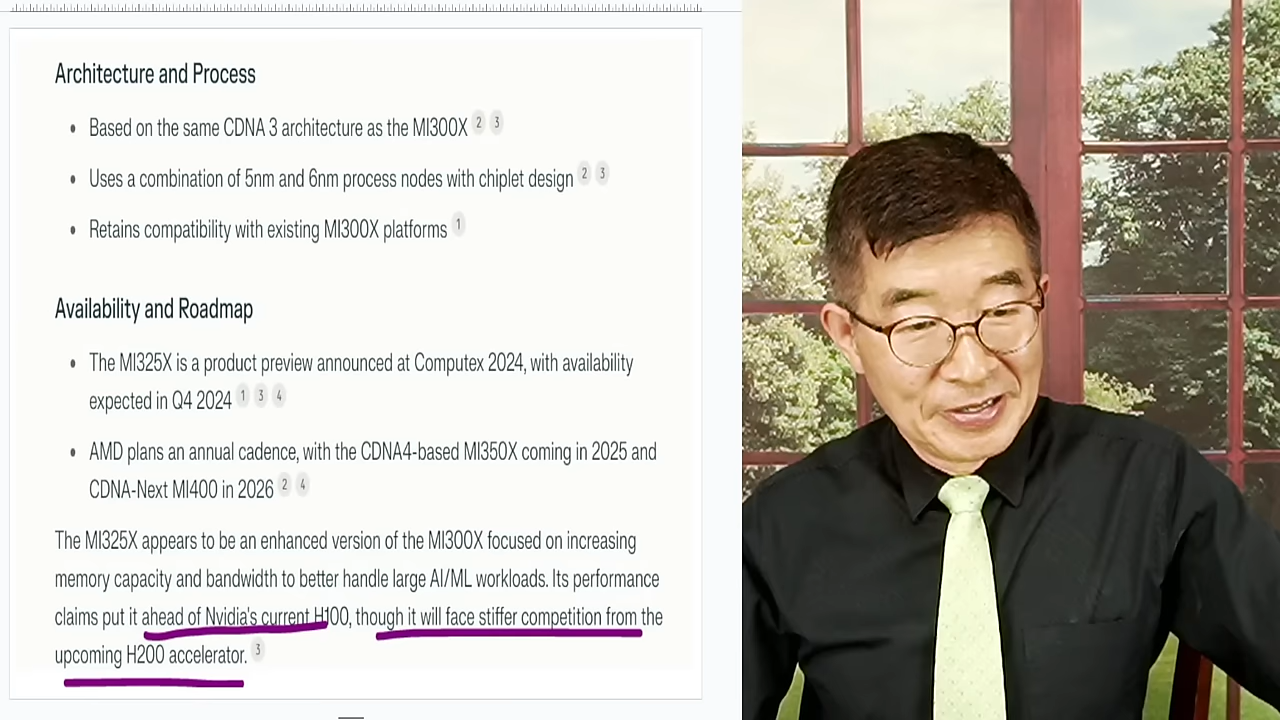 Architecture and Process
• Based on the same CDNA 3 architecture as the MI300X 2 3
• Uses a combination of 5nm and 6nm process nodes with chiplet design 2 3
• Retains compatibility with existing MI300X platforms 1
Availability and Roadmap
• The MI325X is a product preview announced at Computex 2024, with availability
expected in Q4 2024 1 3 4
• AMD plans an annual cadence, with the CDNA4-based MI350X coming in 2025 and
CDNA-Next MI400 in 2026 2 4
The MI325X appears to be an enhanced version of the MI300X focused on increasing
memory capacity and bandwidth to better handle large AI/ML workloads. Its performance
claims put it ahead of Nvidia's current H100, though it will face stiffer competition from the
upcoming H200 accelerator. 3